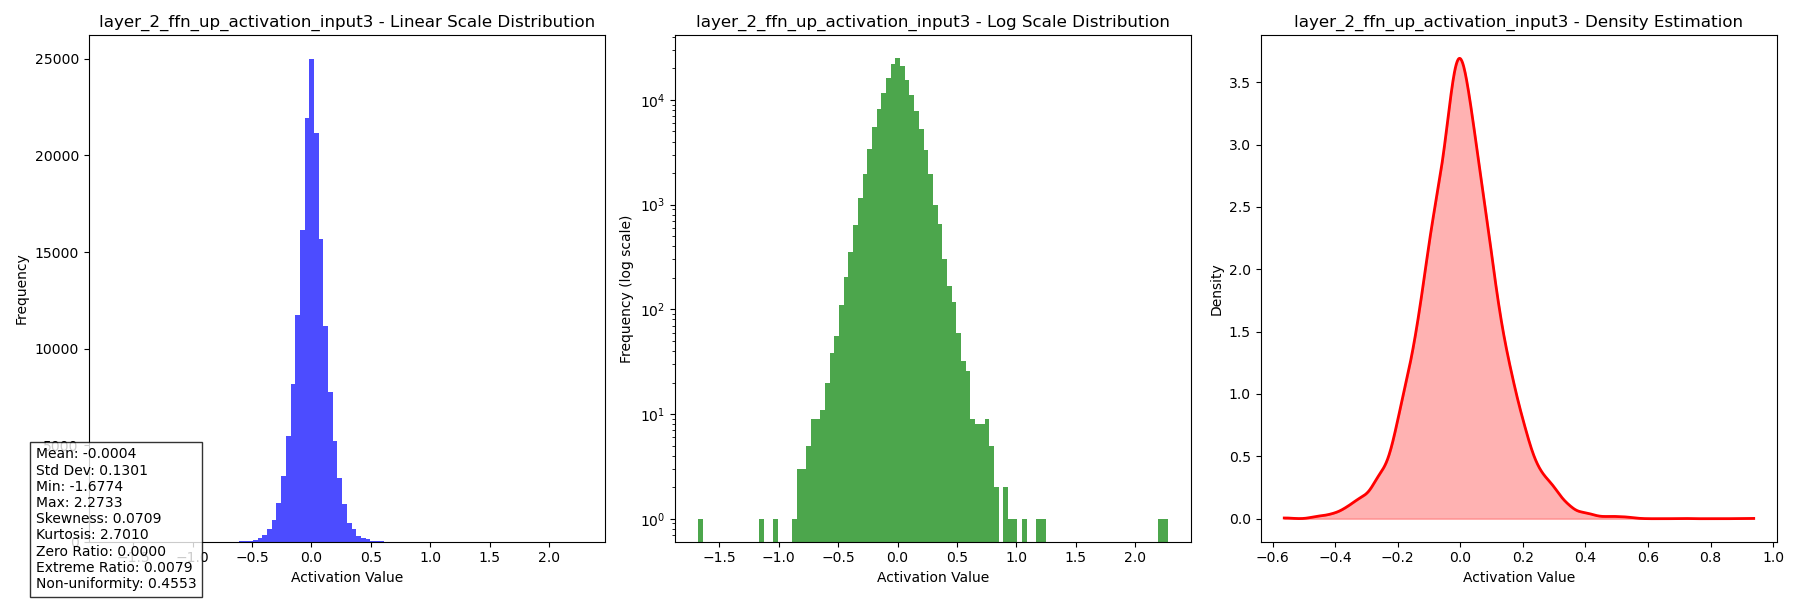 layer_2_ffn_up_activation_input3 - Linear Scale Distribution
25000
20000
15000
10000
5000
0
Frequency
−1.0
−0.5
0.0
0.5
1.0
1.5
2.0
Activation Value
Mean: -0.0004
Std Dev: 0.1301
Min: -1.6774
Max: 2.2733
Skewness: 0.0709
Kurtosis: 2.7010
Zero Ratio: 0.0000
Extreme Ratio: 0.0079
Non-uniformity: 0.4553
layer_2_ffn_up_activation_input3 - Log Scale Distribution
10⁴
10³
10²
10¹
10⁰
Frequency (log scale)
−1.5
−1.0
−0.5
0.0
0.5
1.0
1.5
2.0
Activation Value
layer_2_ffn_up_activation_input3 - Density Estimation
3.5
3.0
2.5
2.0
1.5
1.0
0.5
0.0
Density
−0.6
−0.4
−0.2
0.0
0.2
0.4
0.6
0.8
1.0
Activation Value